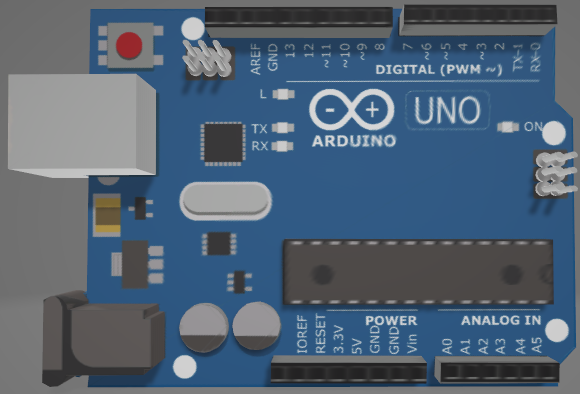 AREF
GND
13
12
~11
~10
~9
8
7
~6
~5
4
~3
2
TX-1
RX-0
DIGITAL (PWM ~)
L
TX
RX
ARDUINO
UNO
ON
POWER
ANALOG IN
IOREF
RESET
3.3V
5V
GND
GND
Vin
A0
A1
A2
A3
A4
A5